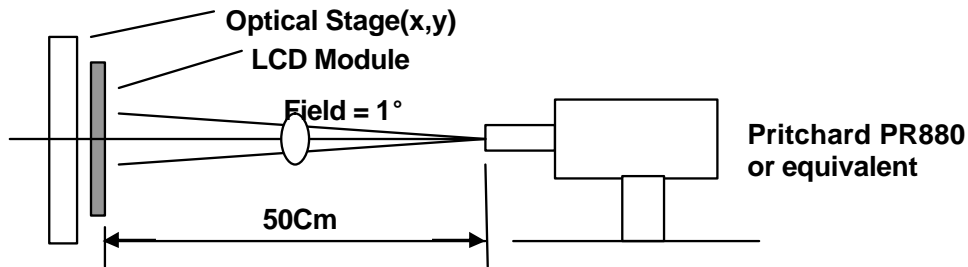 Optical Stage(x,y)
LCD Module
Field = 1°
Pritchard PR880
or equivalent
50Cm